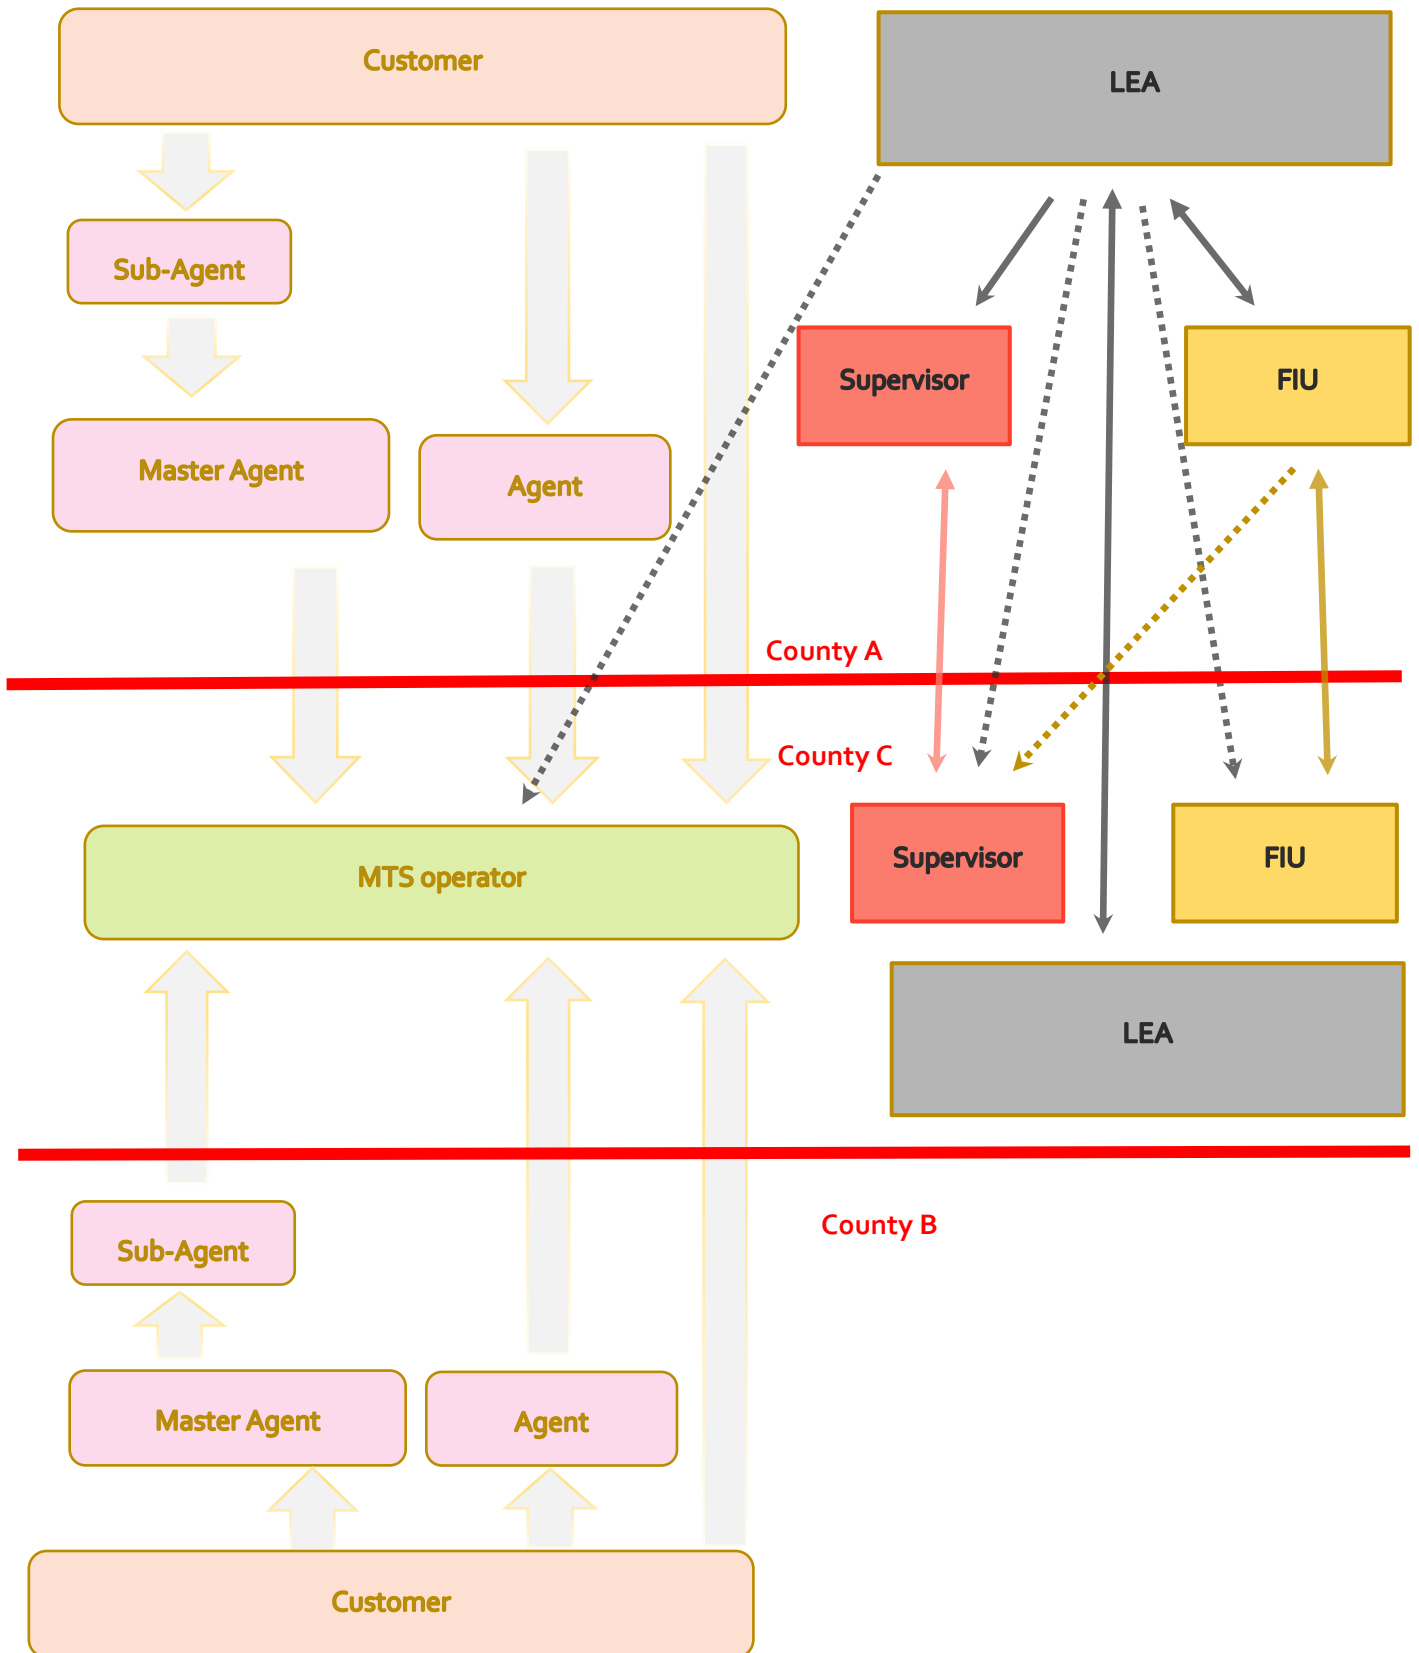 Customer
LEA
Sub-Agent
Supervisor
FIU
Master Agent
Agent
County A
County C
MTS operator
Supervisor
FIU
LEA
County B
Sub-Agent
Master Agent
Agent
Customer